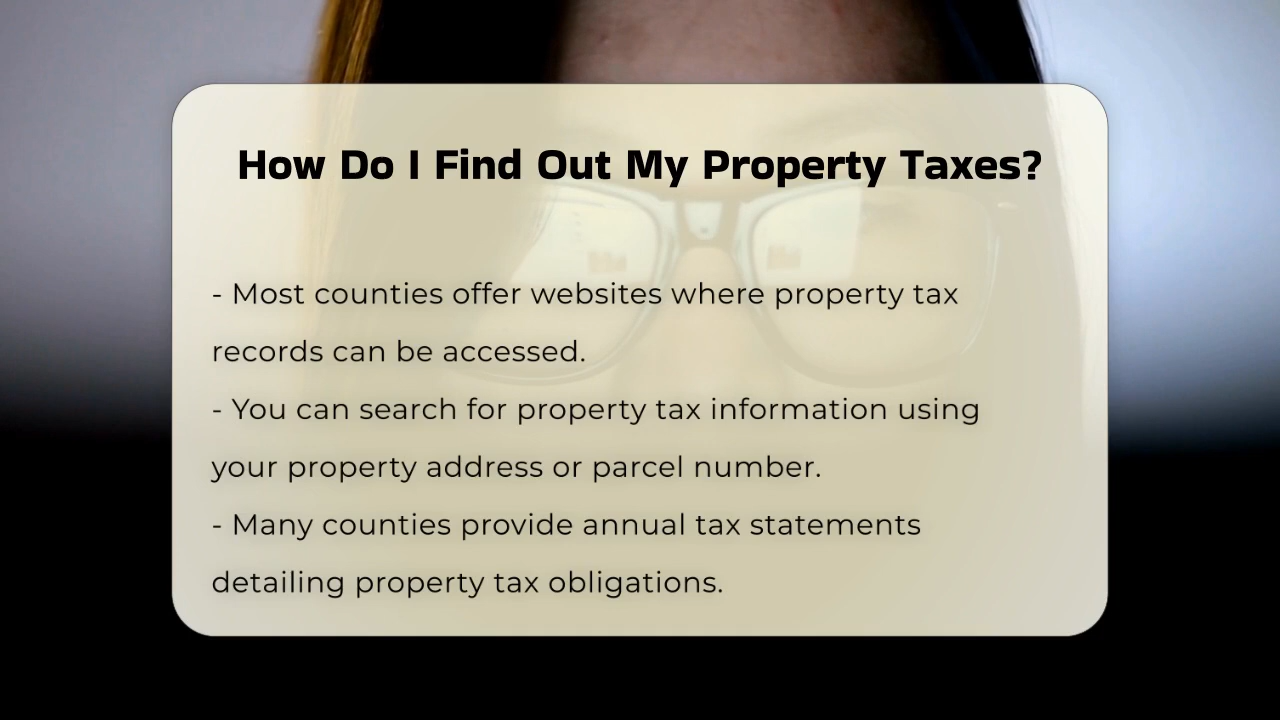 How Do I Find Out My Property Taxes?
- Most counties offer websites where property tax
records can be accessed.
- You can search for property tax information using
your property address or parcel number.
- Many counties provide annual tax statements
detailing property tax obligations.